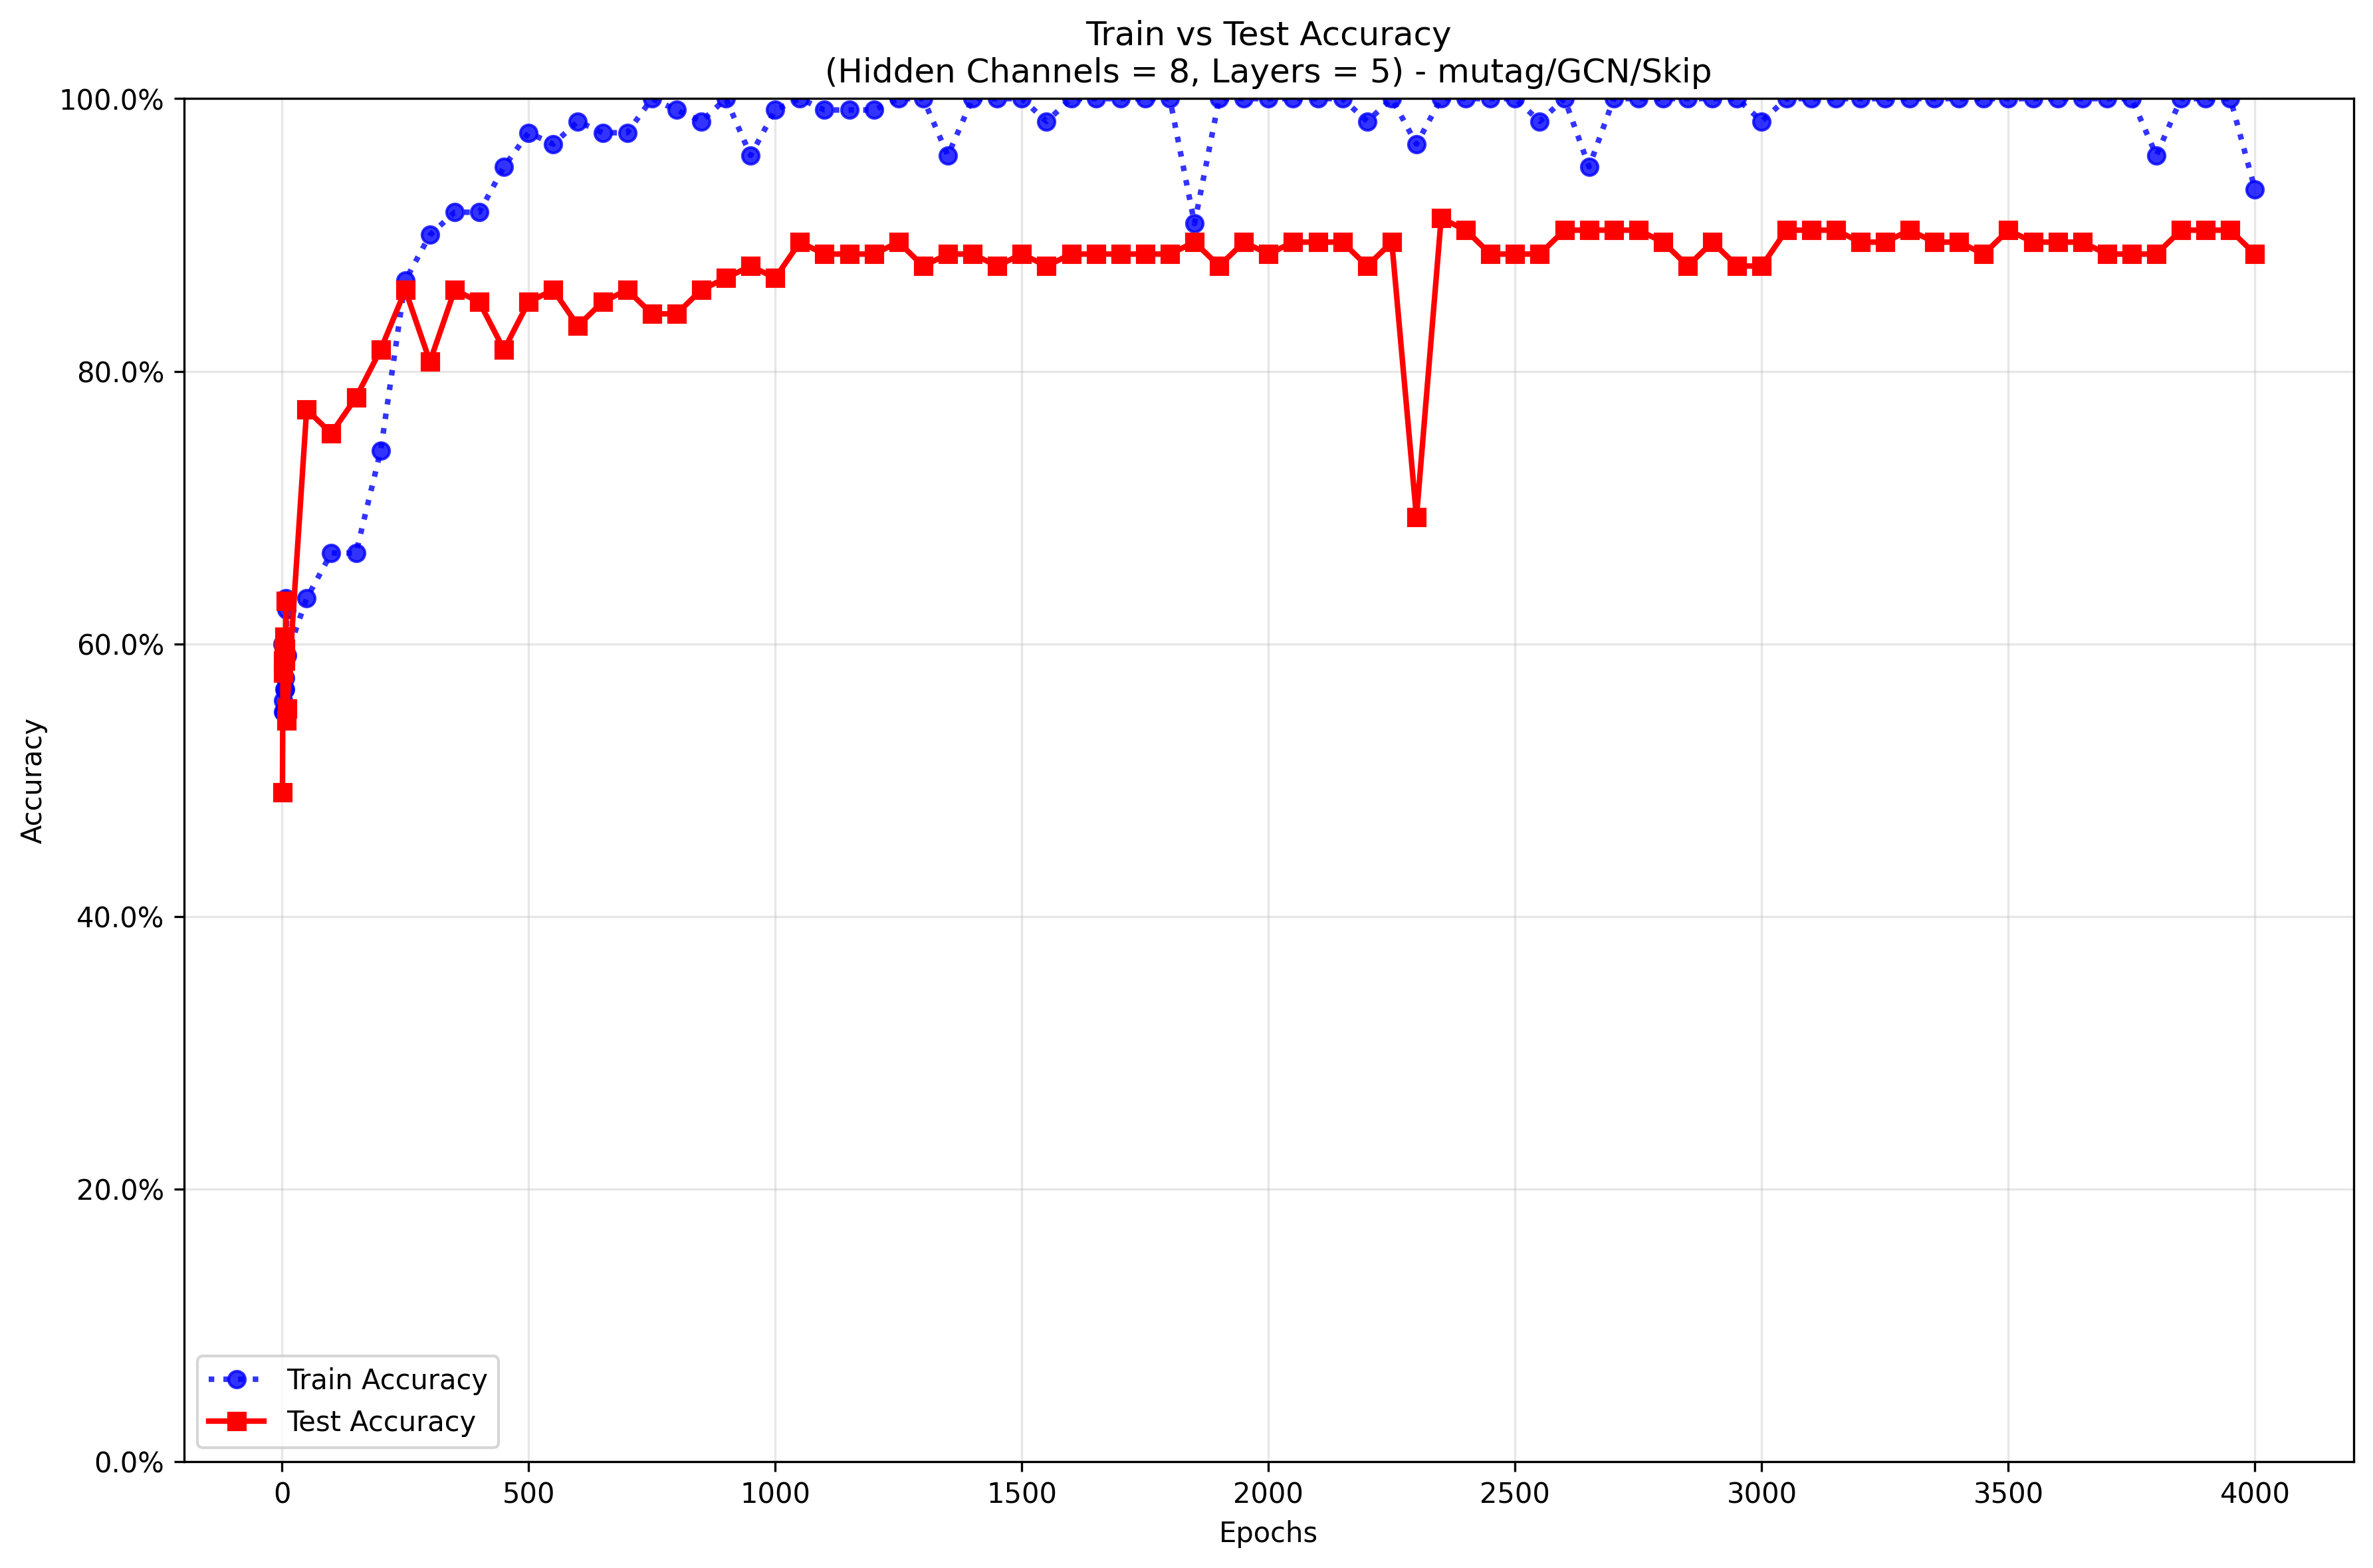 Train vs Test Accuracy
(Hidden Channels = 8, Layers = 5) - mutag/GCN/Skip
100.0%
80.0%
60.0%
40.0%
20.0%
0.0%
Accuracy
Train Accuracy
Test Accuracy
0 500 1000 1500 2000 2500 3000 3500 4000
Epochs